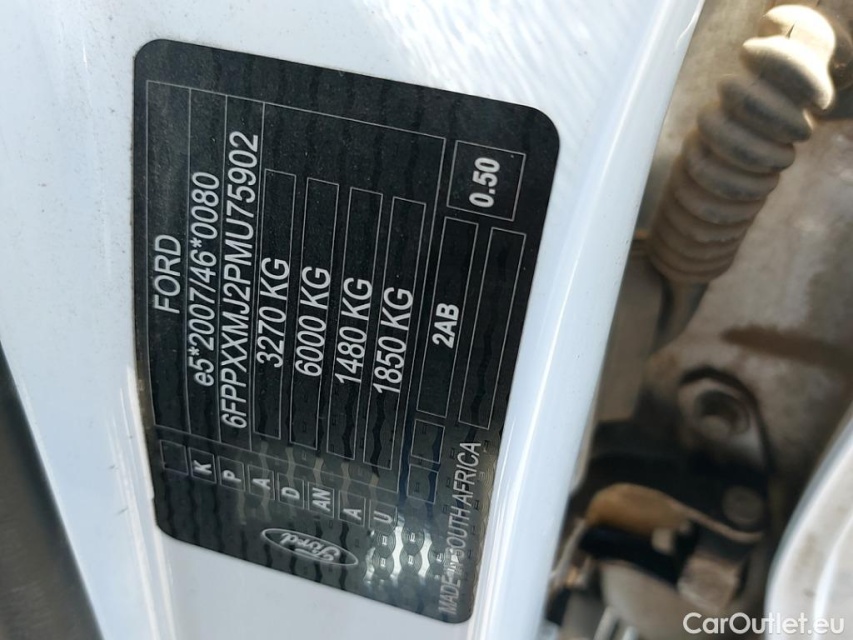 FORD
e5*2007/46*0080
6FPPXXMJ2PMU75902
3270 KG
6000 KG
1480 KG
1850 KG
2AB
0.50
K
P
A
D
AN
A
U
Ford
MADE IN SOUTH AFRICA
CarOutlet.eu